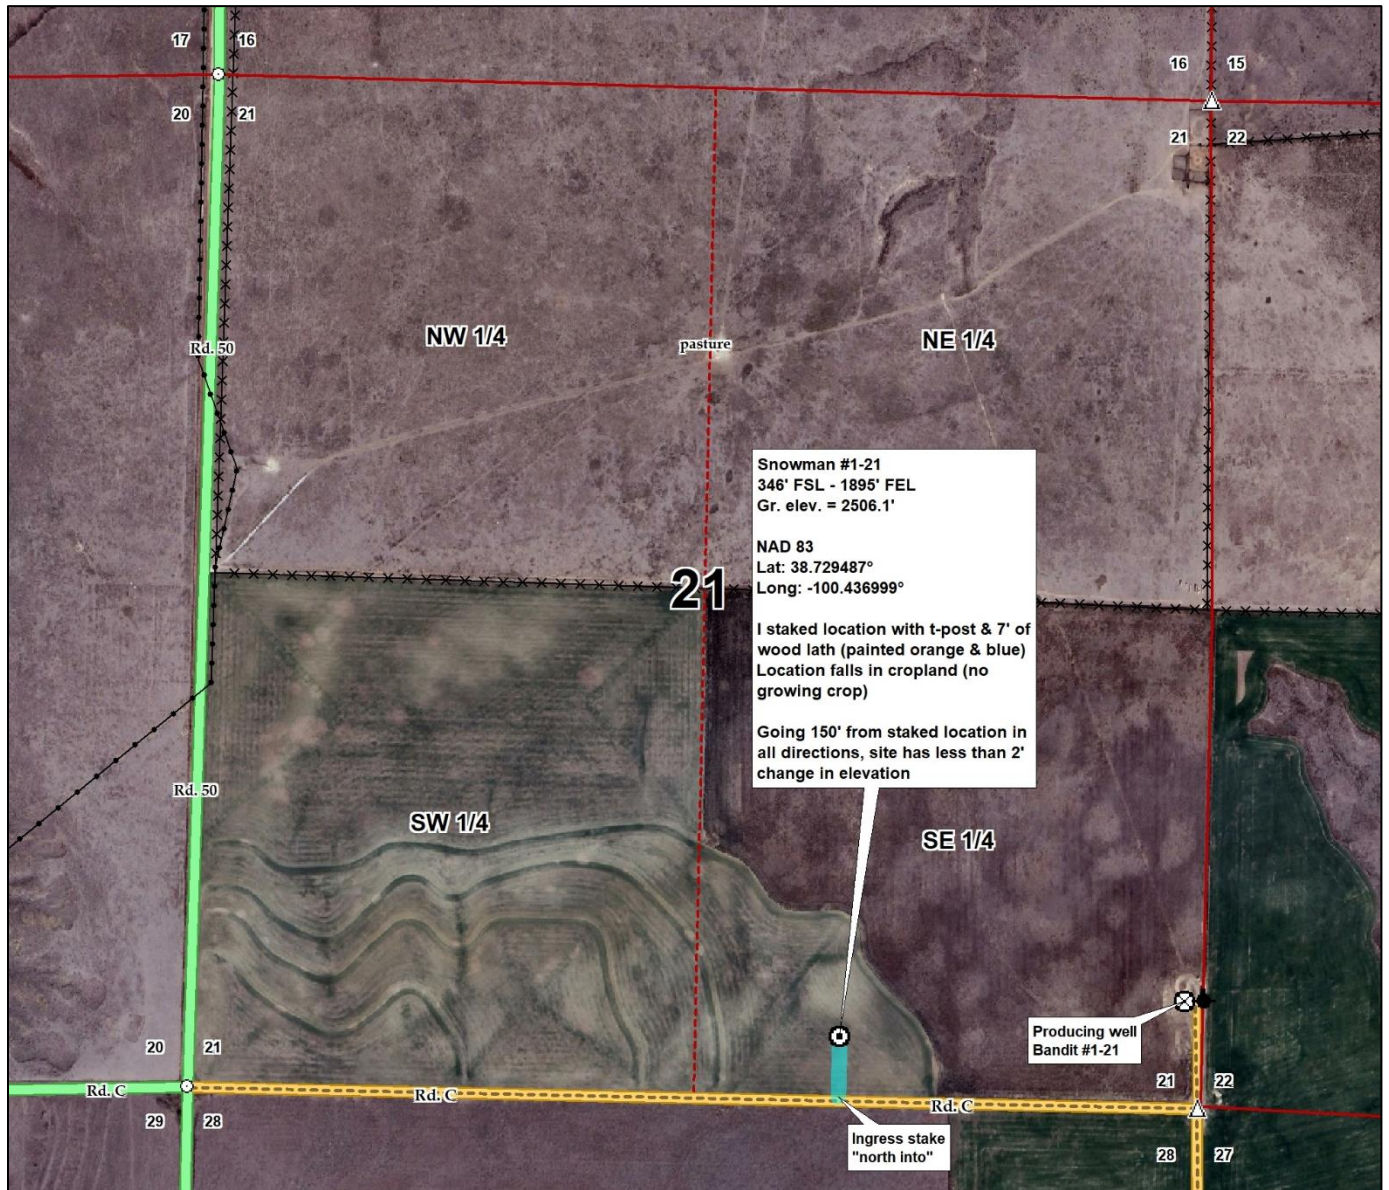 17 16
16 15
20 21
21 22
Rd. 50
NW 1/4
pasture
NE 1/4
Snowman #1-21
346' FSL - 1895' FEL
Gr. elev. = 2506.1'
NAD 83
Lat: 38.729487°
Long: -100.436999°
I staked location with t-post & 7' of
wood lath (painted orange & blue)
Location falls in cropland (no
growing crop)
Going 150' from staked location in
all directions, site has less than 2'
change in elevation
21
Rd. 50
SW 1/4
SE 1/4
Producing well
Bandit #1-21
20 21
21 22
Rd. C
Rd. C
Rd. C
29 28
Ingress stake
"north into"
28 27